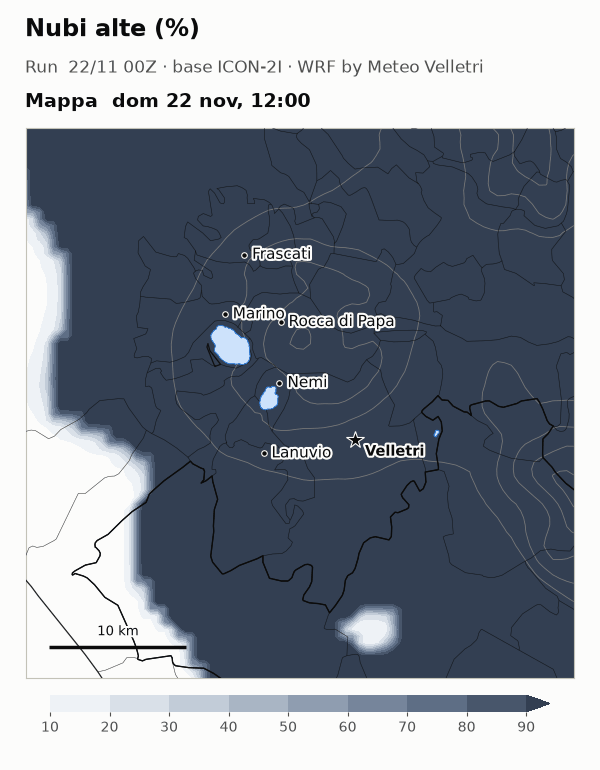 Nubi alte (%)
Run  22/11 00Z · base ICON-2I · WRF by Meteo Velletri
Mappa  dom 22 nov, 12:00
Frascati
Marino
Rocca di Papa
Nemi
Velletri
Lanuvio
10 km
10 20 30 40 50 60 70 80 90